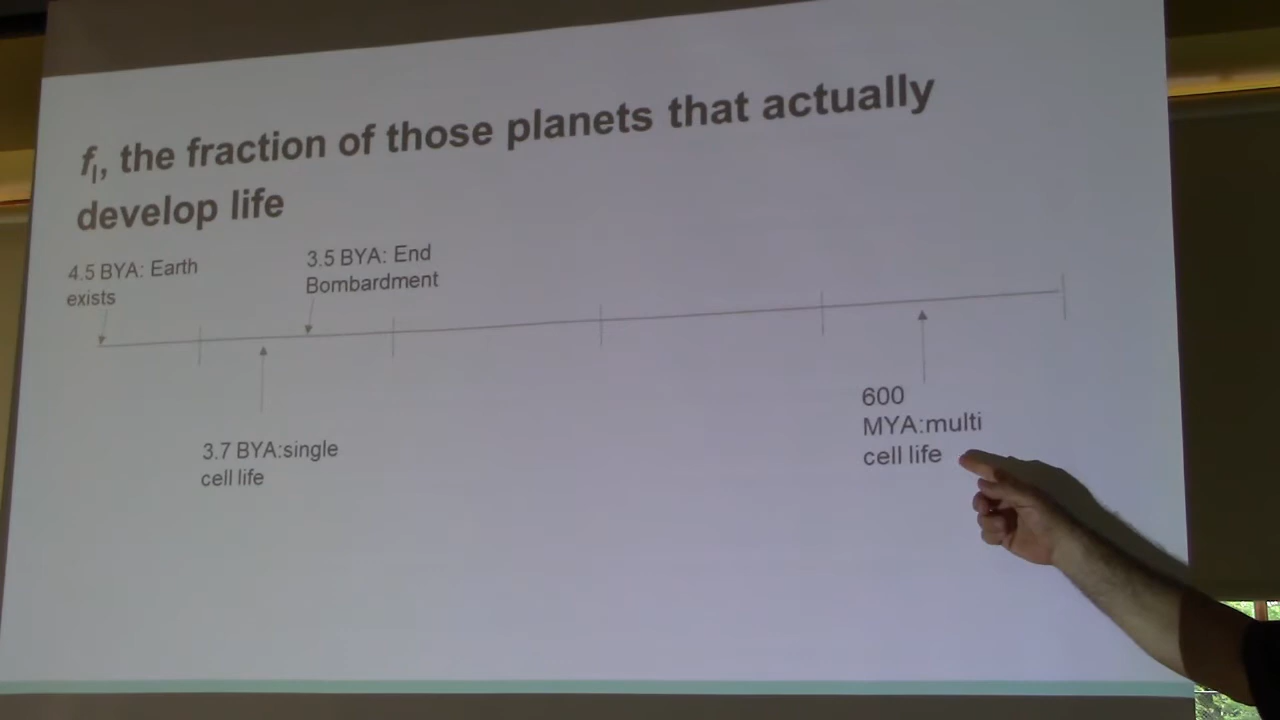 fl, the fraction of those planets that actually
develop life
4.5 BYA: Earth
exists
3.5 BYA: End
Bombardment
3.7 BYA:single
cell life
600
MYA:multi
cell life